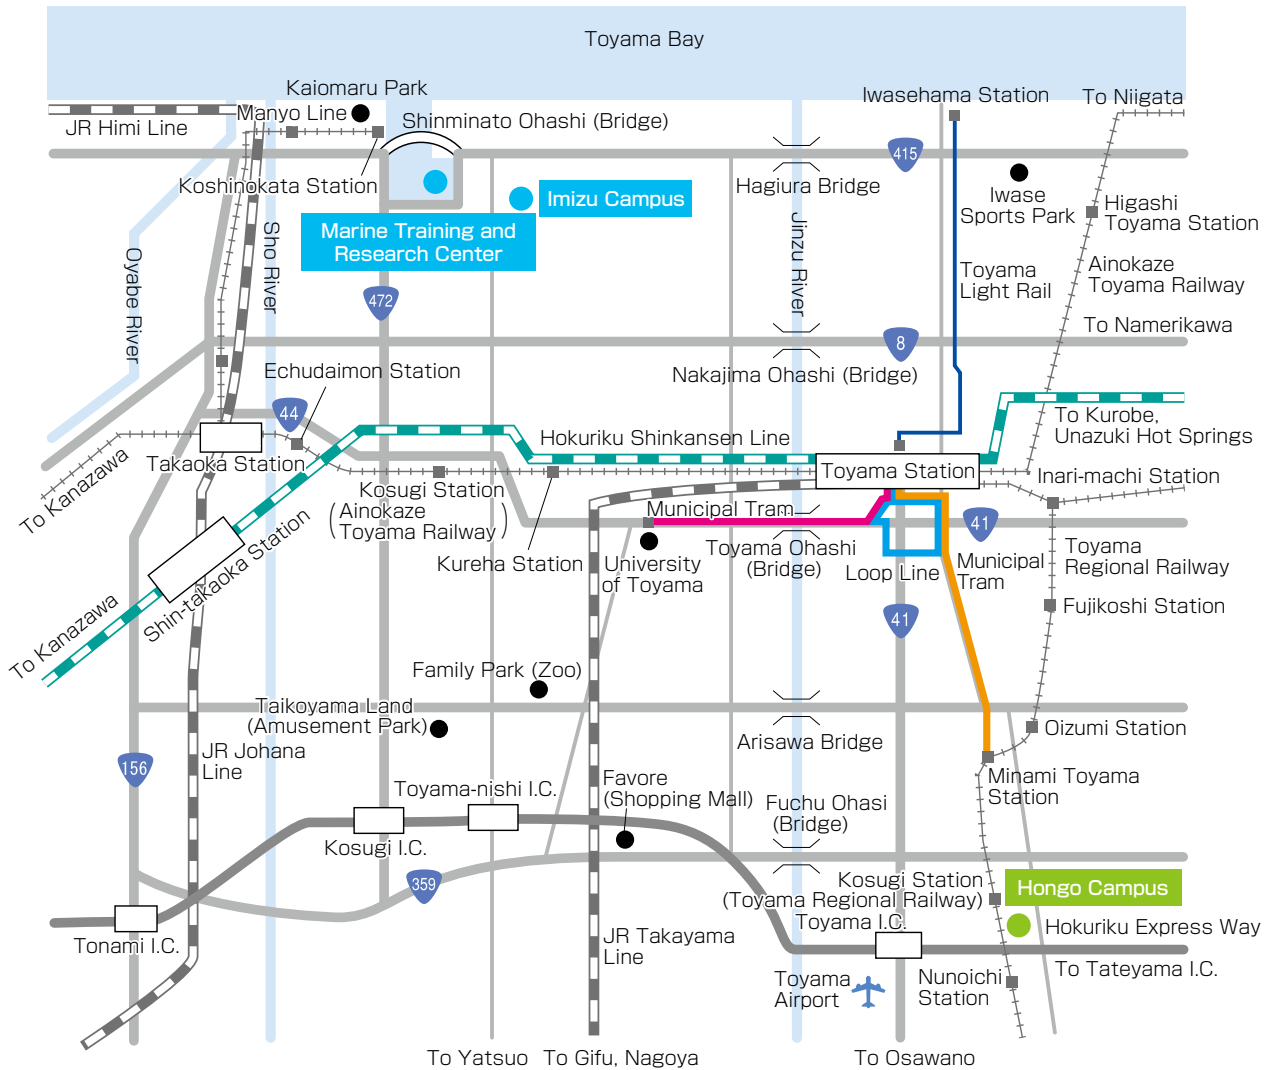 Toyama Bay
Kaiomaru Park
Manyo Line
JR Himi Line
Shinminato Ohashi (Bridge)
Iwasehama Station
To Niigata
415
Koshinokata Station
Hagiura Bridge
Imizu Campus
Iwase
Sports Park
Higashi
Toyama Station
Marine Training and
Research Center
Oyabe River
Sho River
Jinzu River
Toyama
Light Rail
Ainokaze
Toyama Railway
472
8
To Namerikawa
Echudaimon Station
Nakajima Ohashi (Bridge)
44
To Kurobe,
Unazuki Hot Springs
Hokuriku Shinkansen Line
Takaoka Station
To Kanazawa
Toyama Station
Inari-machi Station
Kosugi Station
(Ainokaze
Toyama Railway)
Municipal Tram
41
Shin-takaoka Station
Kureha Station
University
of Toyama
Toyama Ohashi
(Bridge)
Loop Line
Municipal
Tram
Toyama
Regional Railway
To Kanazawa
41
Fujikoshi Station
Family Park (Zoo)
Taikoyama Land
(Amusement Park)
Arisawa Bridge
Oizumi Station
JR Johana
Line
156
Toyama-nishi I.C.
Favore
(Shopping Mall)
Fuchu Ohasi
(Bridge)
Minami Toyama
Station
Kosugi I.C.
359
Kosugi Station
(Toyama Regional Railway)
Hongo Campus
Toyama I.C.
Hokuriku Express Way
Tonami I.C.
JR Takayama
Line
To Tateyama I.C.
Toyama
Airport
Nunoichi
Station
To Yatsuo
To Gifu, Nagoya
To Osawano